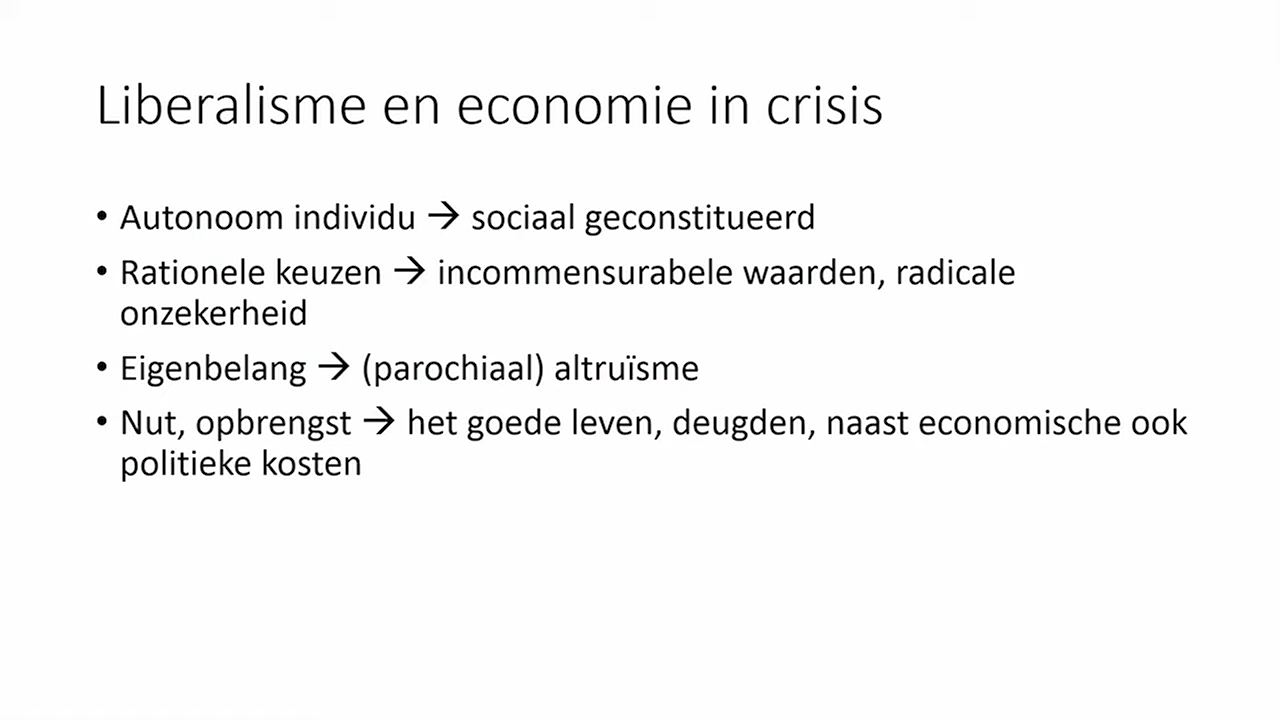 Liberalisme en economie in crisis
• Autonoom individu → sociaal geconstitueerd
• Rationele keuzen → incommensurabele waarden, radicale
onzekerheid
• Eigenbelang → (parochiaal) altruïsme
• Nut, opbrengst → het goede leven, deugden, naast economische ook
politieke kosten